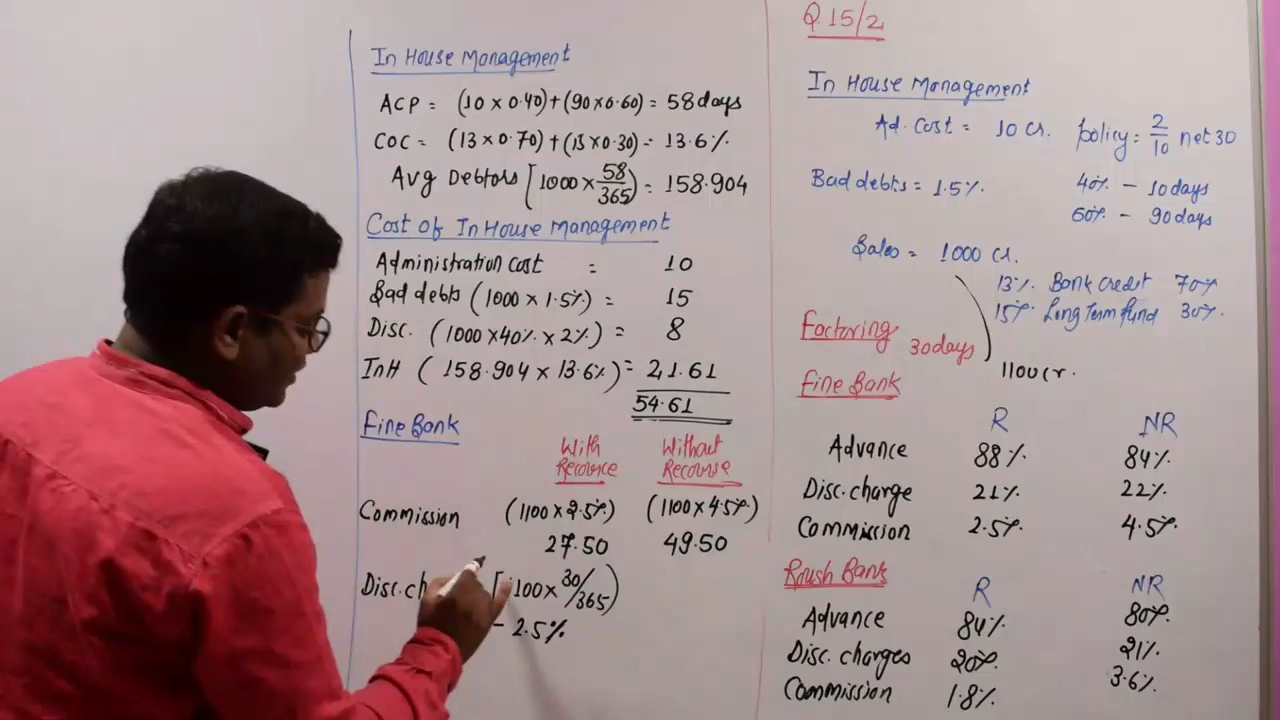 In House Management
ACP = (10 x 0.40)+(90 x 0.60) = 58 days
COC = (13 x 0.70)+(15 x 0.30) = 13.6%
Avg Debtors [1000 x 58/365) = 158.904
Cost of In House Management
Administration cost = 10
Bad debts (1000 x 1.5%) = 15
Disc. (1000 x 40% x 2%) = 8
InH (158.904 x 13.6%) = 21.61
54.61
Fine Bank
With Recource
Without Recourse
Commission (1100 x 2.5%) (1100 x 4.5%)
27.50 49.50
Disc.ch [1100 x 30/365)
- 2.5%
Q 15/2
In House Management
Ad. Cost = 10 Cr. policy: 2/10 net 30
Bad debts = 1.5% 40% - 10 days
60% - 90 days
Sales = 1000 Cr.
13% Bank credit 70%
15% Long Term fund 30%.
Factoring 30days
1100 Cr.
Fine Bank
R NR
Advance 88% 84%
Disc. charge 21% 22%
Commission 2.5% 4.5%
Roush Bank
R NR
Advance 84% 80%
Disc. charges 20% 21%
Commission 1.8% 3.6%